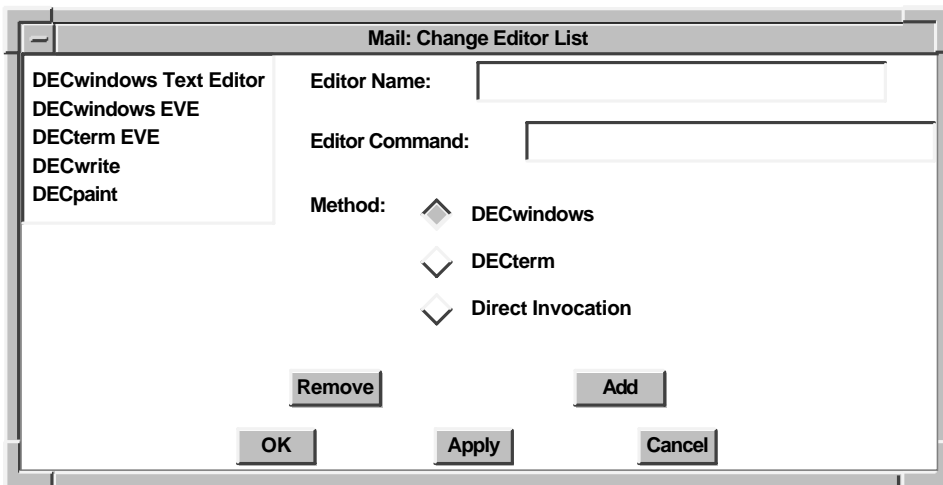 Mail: Change Editor List
DECwindows Text Editor
DECwindows EVE
DECterm EVE
DECwrite
DECpaint
Editor Name:
Editor Command:
Method:
DECwindows
DECterm
Direct Invocation
Remove
Add
OK
Apply
Cancel